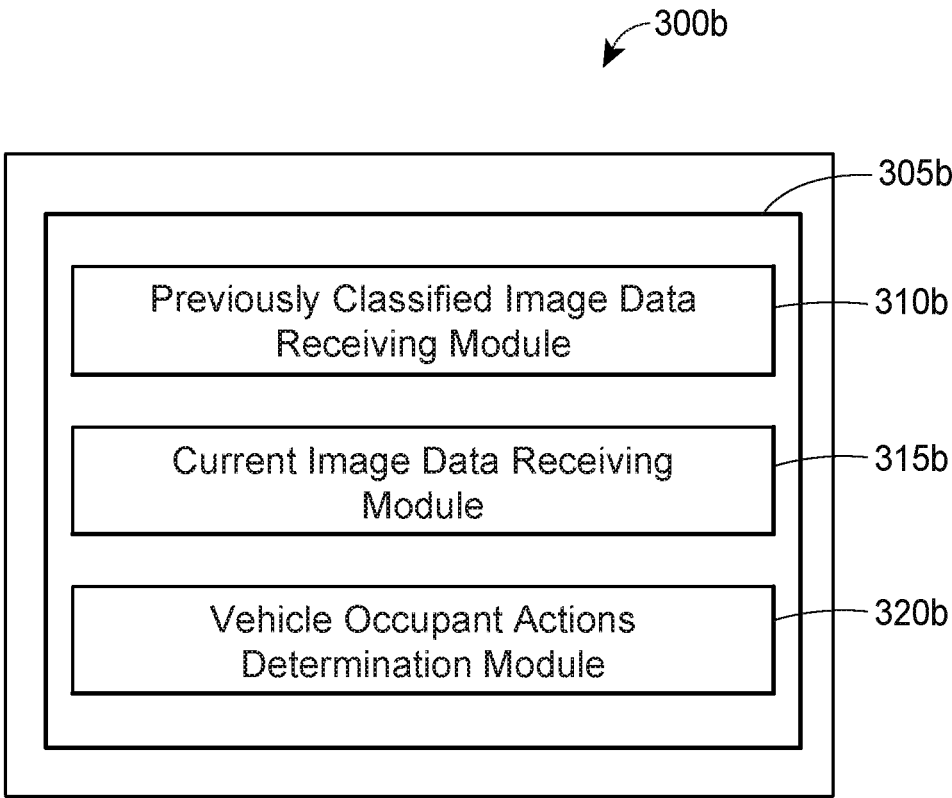 300b
305b
Previously Classified Image Data
Receiving Module
310b
Current Image Data Receiving
Module
315b
Vehicle Occupant Actions
Determination Module
320b